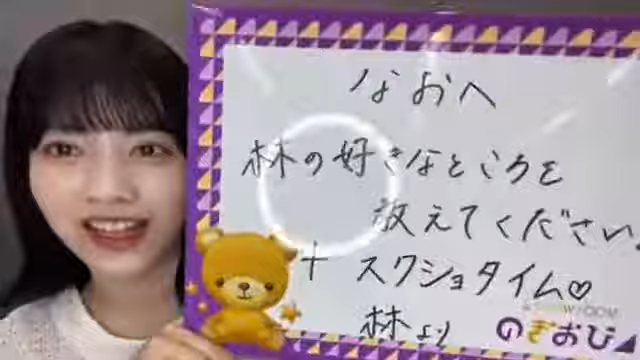 なおへ
林の好きなところを
教えてください。
+ スクショタイム♡
林より
SHOWROOM
のぎおび